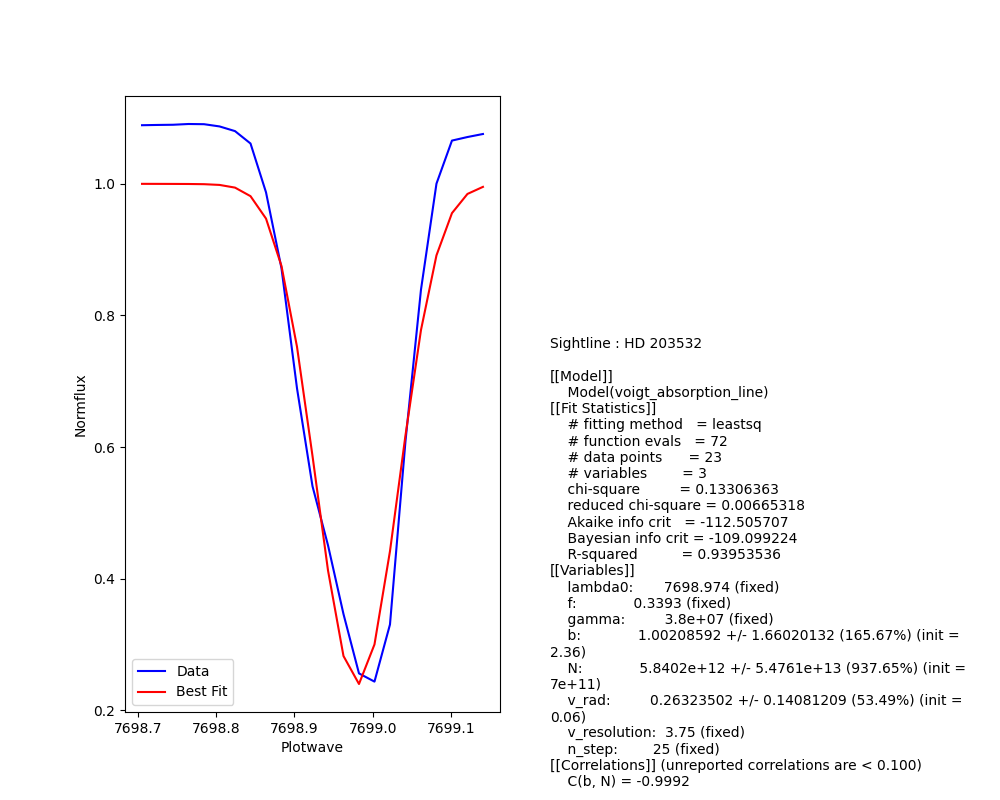 1.0
0.8
0.6
0.4
0.2
Normflux
Data
Best Fit
7698.7 7698.8 7698.9 7699.0 7699.1
Plotwave
Sightline : HD 203532
[[Model]]
Model(voigt_absorption_line)
[[Fit Statistics]]
# fitting method = leastsq
# function evals = 72
# data points = 23
# variables = 3
chi-square = 0.13306363
reduced chi-square = 0.00665318
Akaike info crit = -112.505707
Bayesian info crit = -109.099224
R-squared = 0.93953536
[[Variables]]
lambda0: 7698.974 (fixed)
f: 0.3393 (fixed)
gamma: 3.8e+07 (fixed)
b: 1.00208592 +/- 1.66020132 (165.67%) (init =
2.36)
N: 5.8402e+12 +/- 5.4761e+13 (937.65%) (init =
7e+11)
v_rad: 0.26323502 +/- 0.14081209 (53.49%) (init =
0.06)
v_resolution: 3.75 (fixed)
n_step: 25 (fixed)
[[Correlations]] (unreported correlations are < 0.100)
C(b, N) = -0.9992